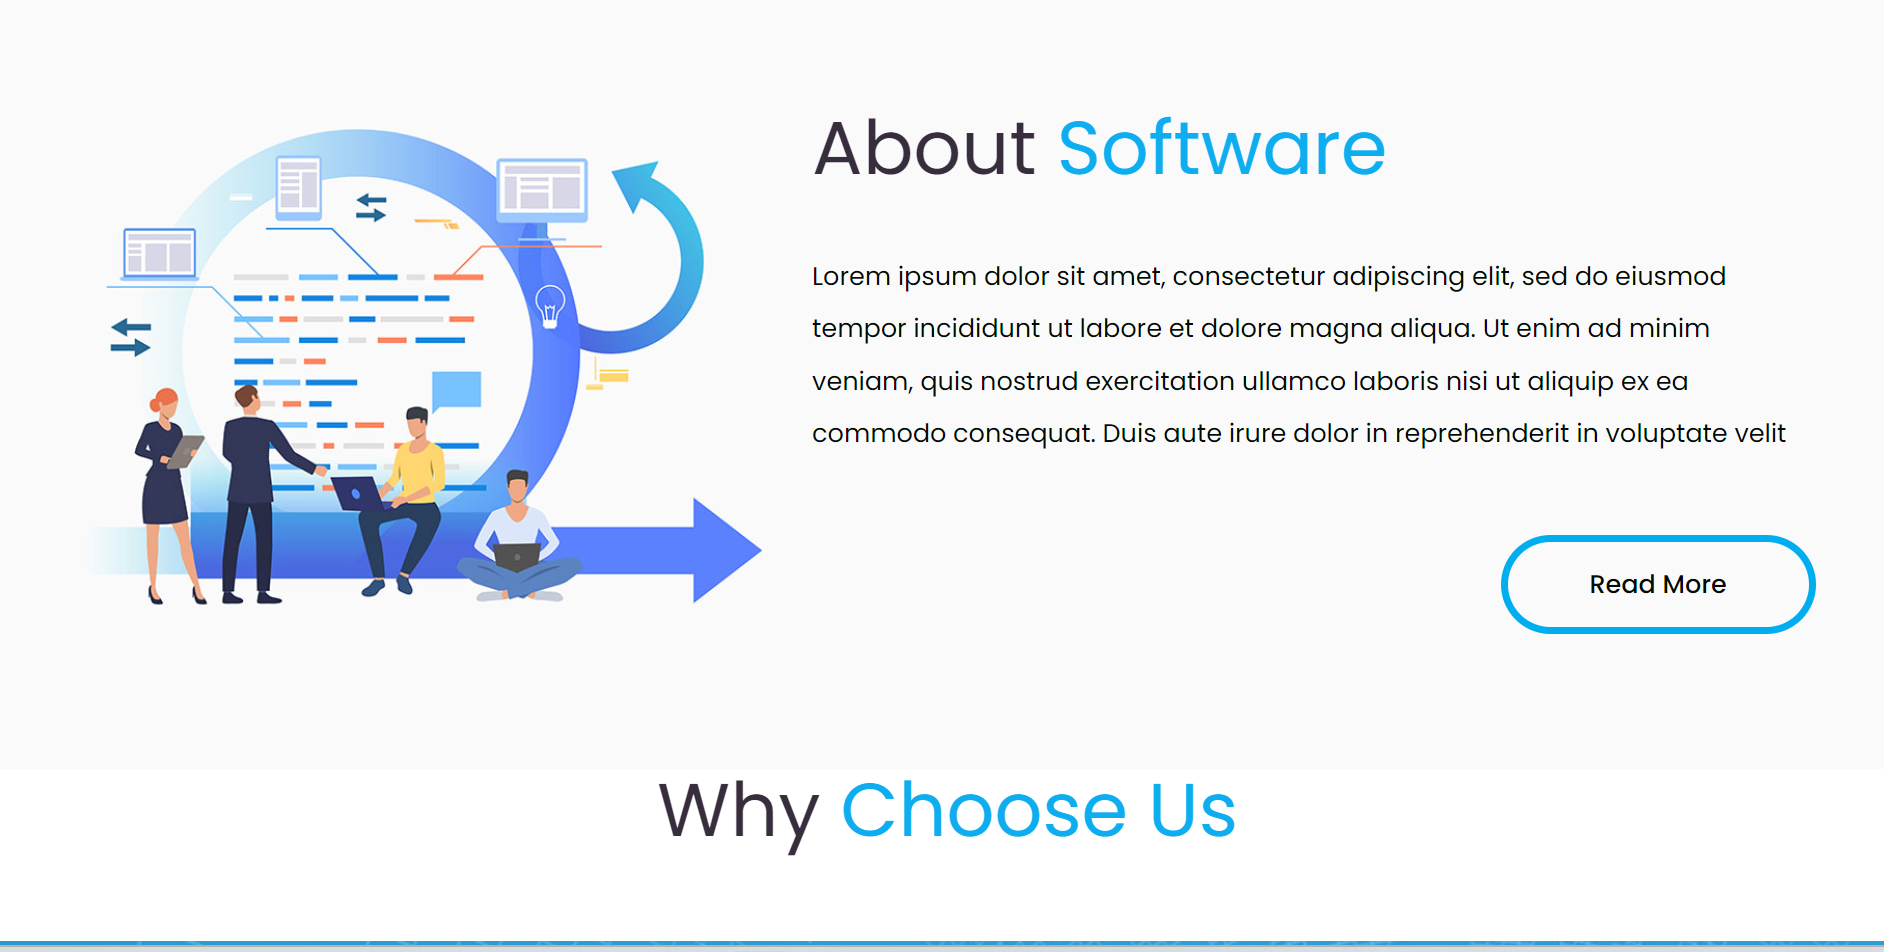 About Software
Lorem ipsum dolor sit amet, consectetur adipiscing elit, sed do eiusmod
tempor incididunt ut labore et dolore magna aliqua. Ut enim ad minim
veniam, quis nostrud exercitation ullamco laboris nisi ut aliquip ex ea
commodo consequat. Duis aute irure dolor in reprehenderit in voluptate velit
Read More
Why Choose Us